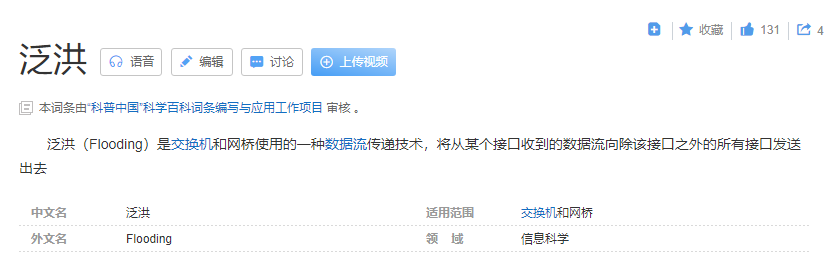 收藏 131 4
泛洪 语音 编辑 讨论 上传视频
本词条由“科普中国”科学百科词条编写与应用工作项目 审核 。
泛洪（Flooding）是交换机和网桥使用的一种数据流传递技术，将从某个接口收到的数据流向除该接口之外的所有接口发送
出去
中文名 泛洪 适用范围 交换机和网桥
外文名 Flooding 领 域 信息科学